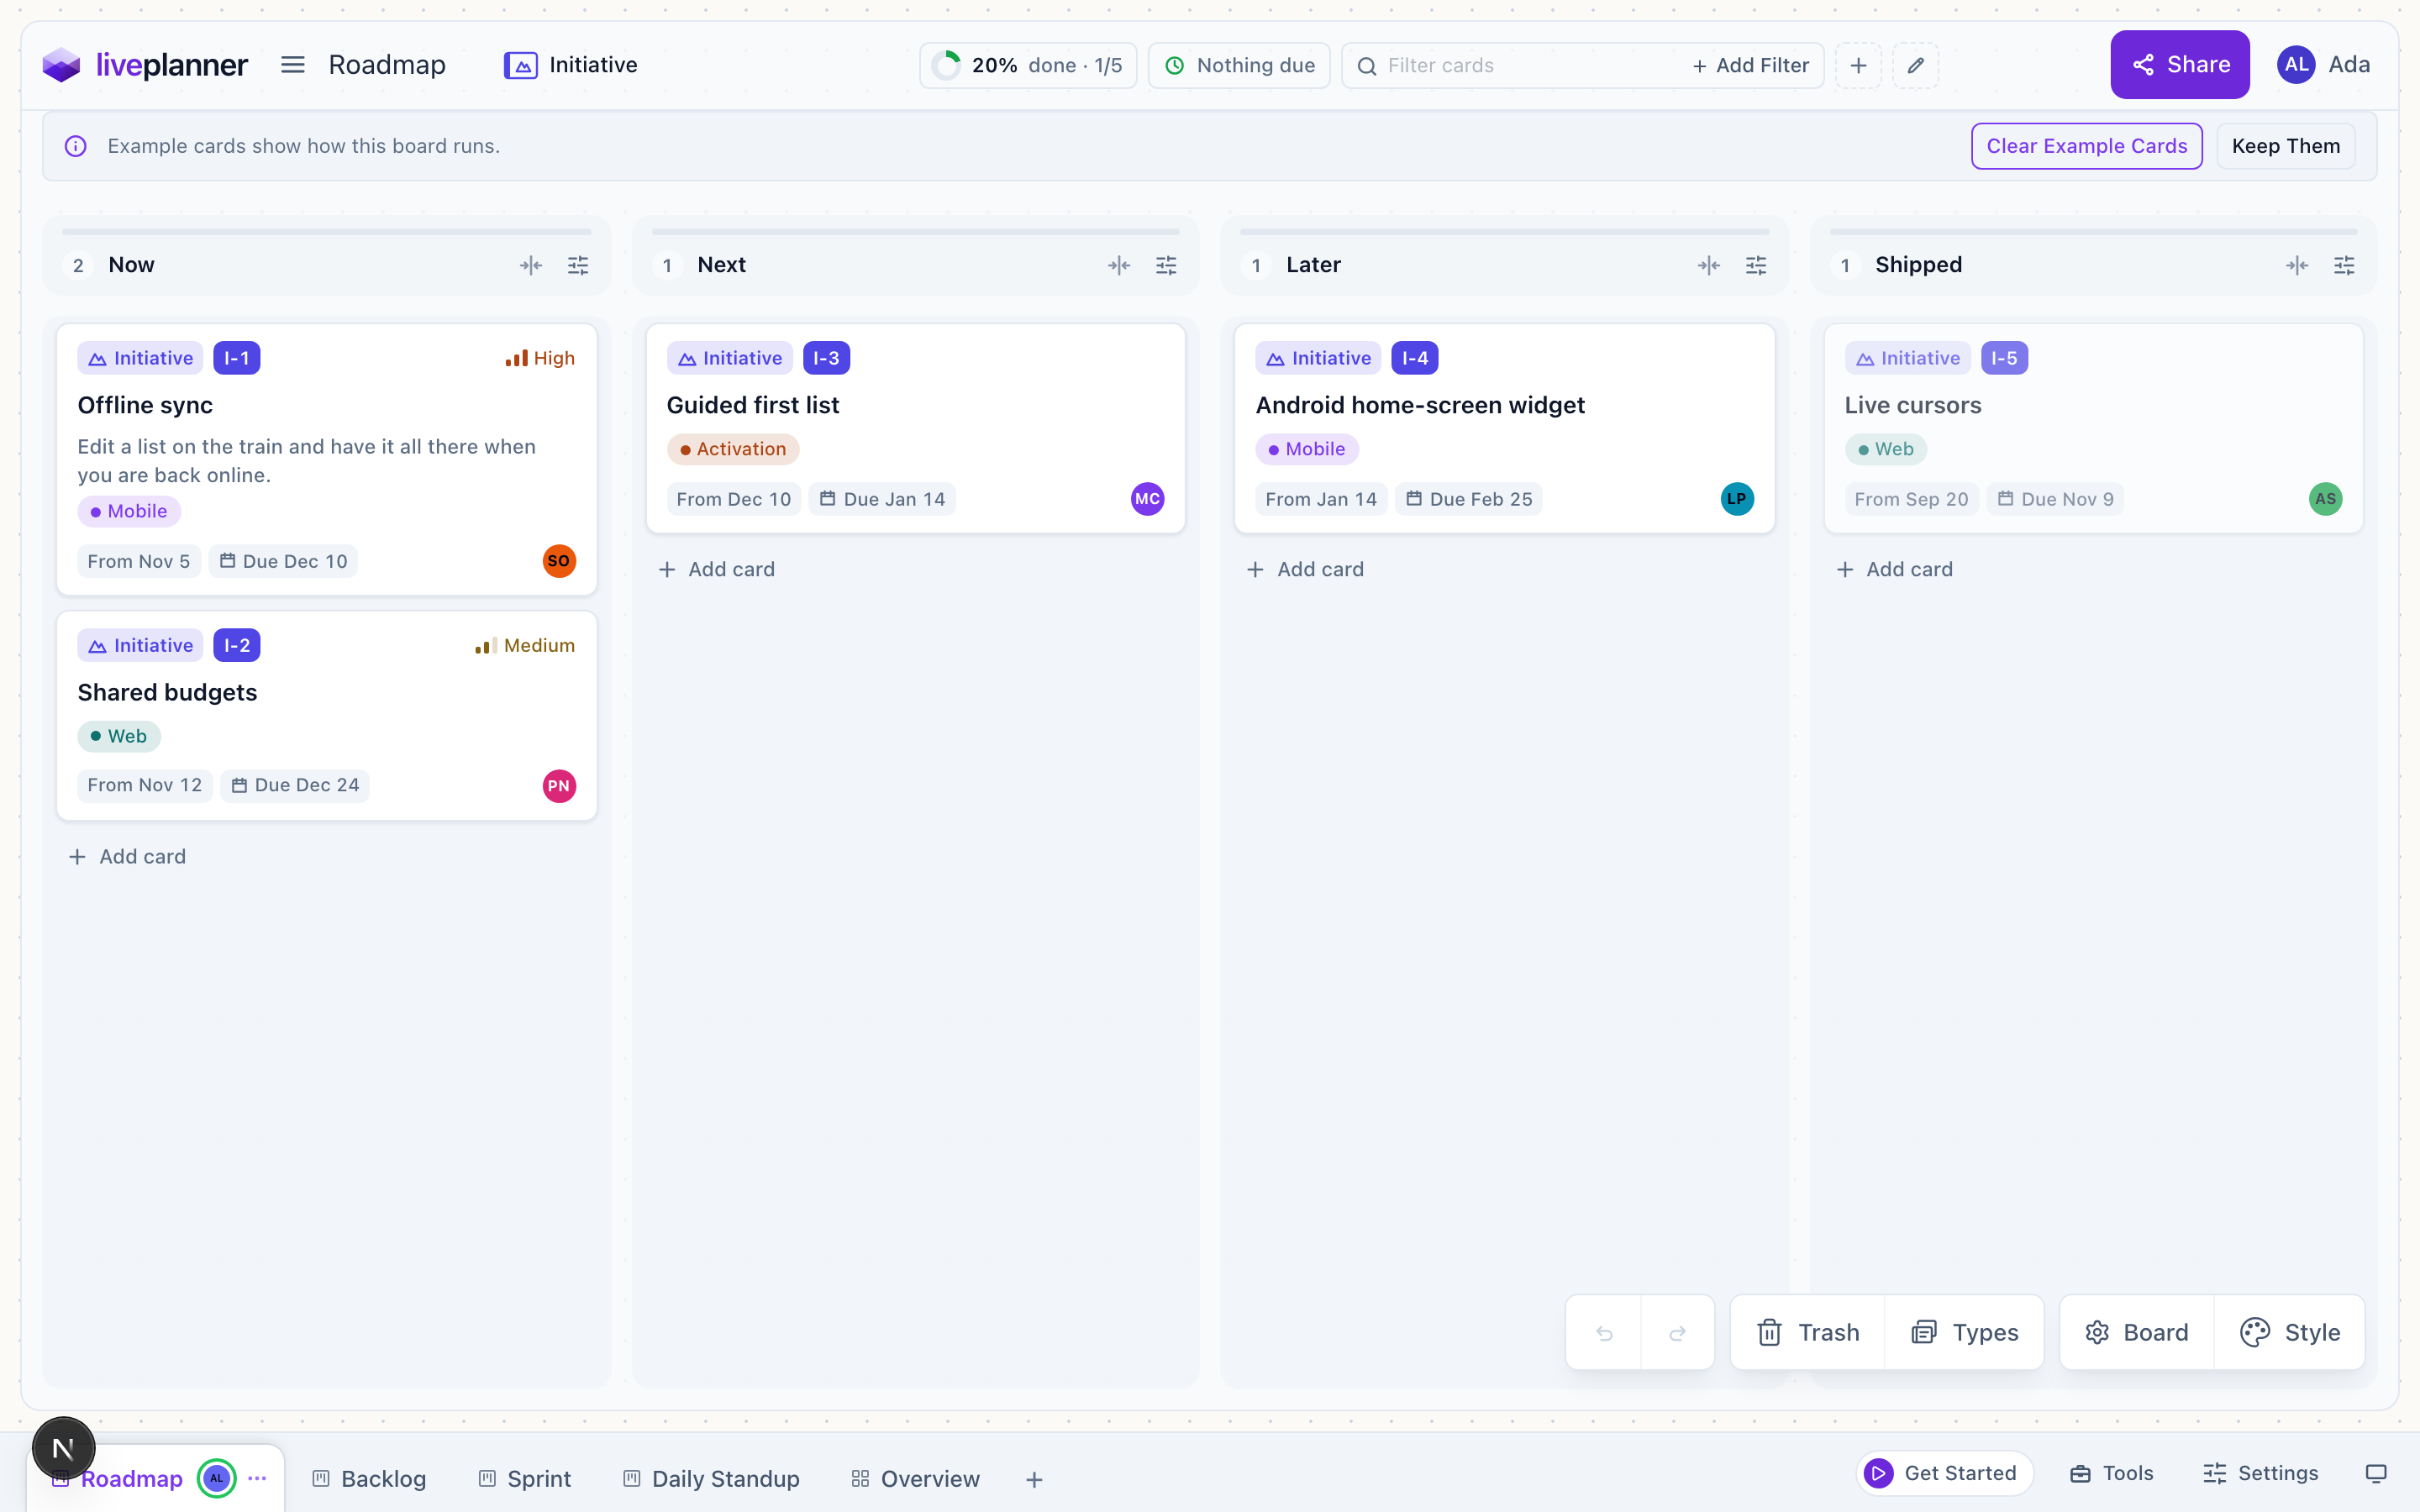 liveplanner
Roadmap
Initiative
20% done · 1/5
Nothing due
Filter cards
+ Add Filter
Share
AL
Ada
Example cards show how this board runs.
Clear Example Cards
Keep Them
2 Now
Initiative I-1 High
Offline sync
Edit a list on the train and have it all there when
you are back online.
Mobile
From Nov 5 Due Dec 10 SO
Initiative I-2 Medium
Shared budgets
Web
From Nov 12 Due Dec 24 PN
+ Add card
1 Next
Initiative I-3
Guided first list
Activation
From Dec 10 Due Jan 14 MC
+ Add card
1 Later
Initiative I-4
Android home-screen widget
Mobile
From Jan 14 Due Feb 25 LP
+ Add card
1 Shipped
Initiative I-5
Live cursors
Web
From Sep 20 Due Nov 9 AS
+ Add card
Trash
Types
Board
Style
N
Roadmap AL
Backlog
Sprint
Daily Standup
Overview
+
Get Started
Tools
Settings